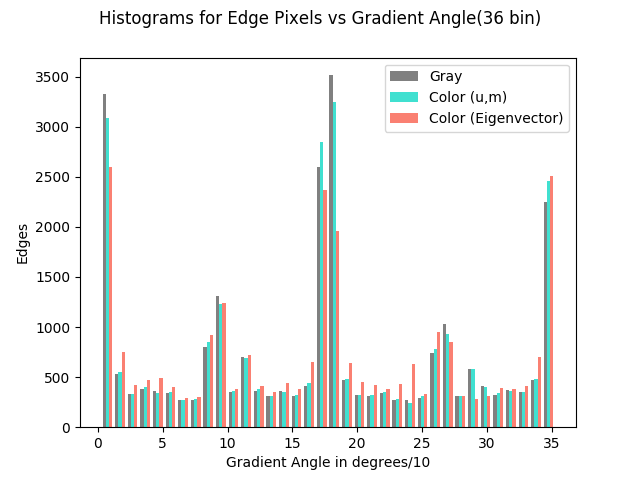 Histograms for Edge Pixels vs Gradient Angle(36 bin)
Gray
Color (u,m)
Color (Eigenvector)
3500
3000
2500
2000
1500
1000
500
0
Edges
0 5 10 15 20 25 30 35
Gradient Angle in degrees/10